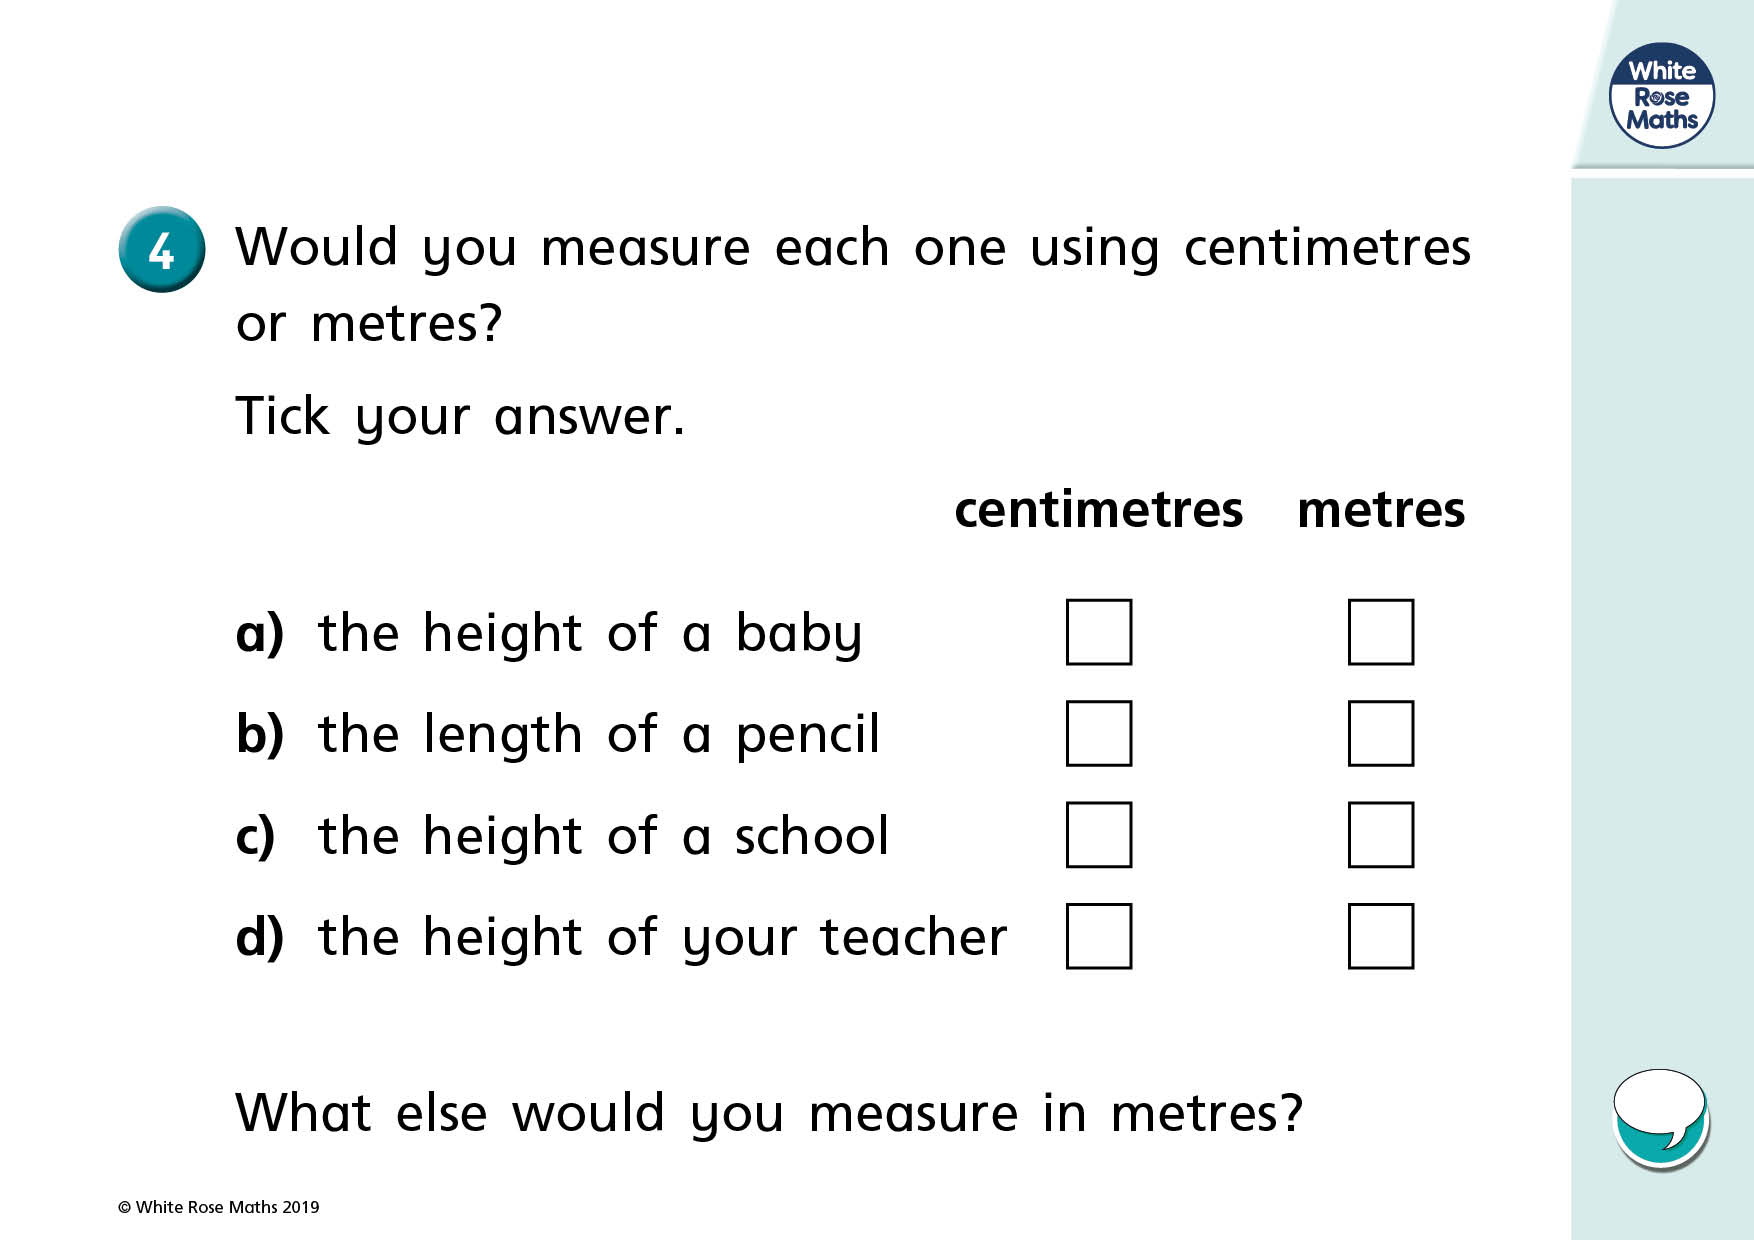 White
Rose
Maths
4 Would you measure each one using centimetres
or metres?
Tick your answer.
centimetres metres
a) the height of a baby
b) the length of a pencil
c) the height of a school
d) the height of your teacher
What else would you measure in metres?
© White Rose Maths 2019